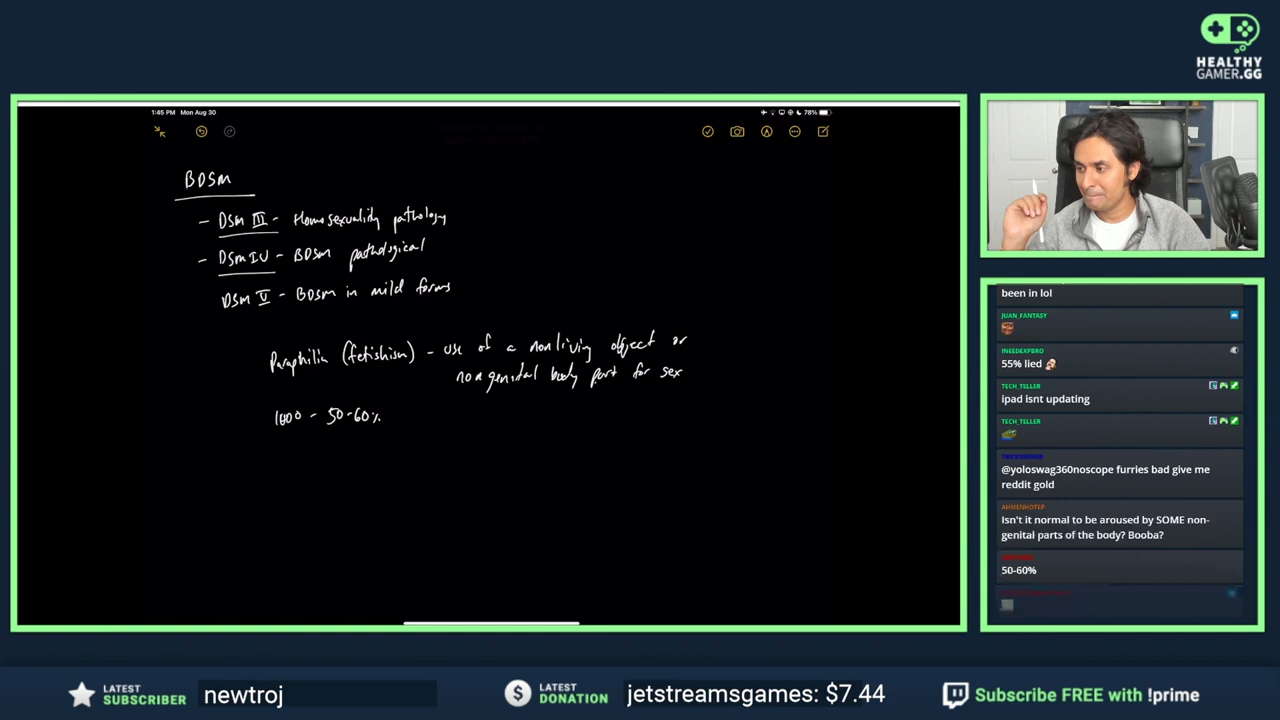 HEALTHY
GAMER.GG
1:45 PM Mon Aug 30
78%
BDSM
- DSM III - Homosexuality pathology
- DSM IV - BDSM pathological
DSM V - BDSM in mild forms
Paraphilia (fetishism) - use of a nonliving object or
nongenital body part for sex
1000 - 50-60%
been in lol
JUAN_FANTASY
INEEDEXPBRO
55% lied
TECH_TELLER
ipad isnt updating
TECH_TELLER
@yoloswag360noscope furries bad give me
reddit gold
AHMENHOTEP
Isn't it normal to be aroused by SOME non-
genital parts of the body? Booba?
50-60%
LATEST
SUBSCRIBER
newtroj
LATEST
DONATION
jetstreamsgames: $7.44
Subscribe FREE with !prime